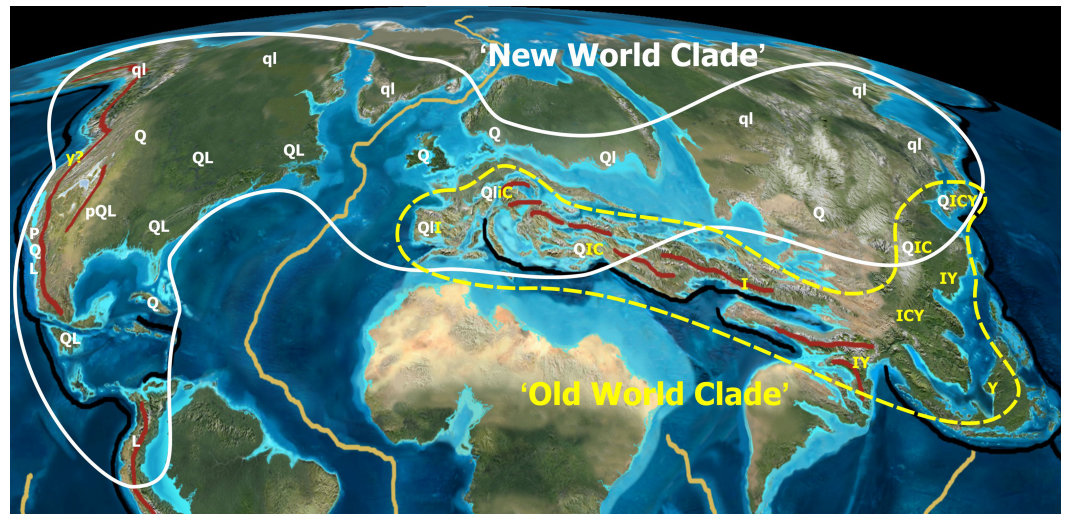 ‘New World Clade’
ql
ql
ql
ql
ql
ql
Q
Q
Q
y?
QL
QL
Ql
QliC
pQL
Q
QICY
QL
QlI
P
Q
L
QIC
QIC
IY
I
Q
ICY
QL
IY
‘Old World Clade’
Y
L